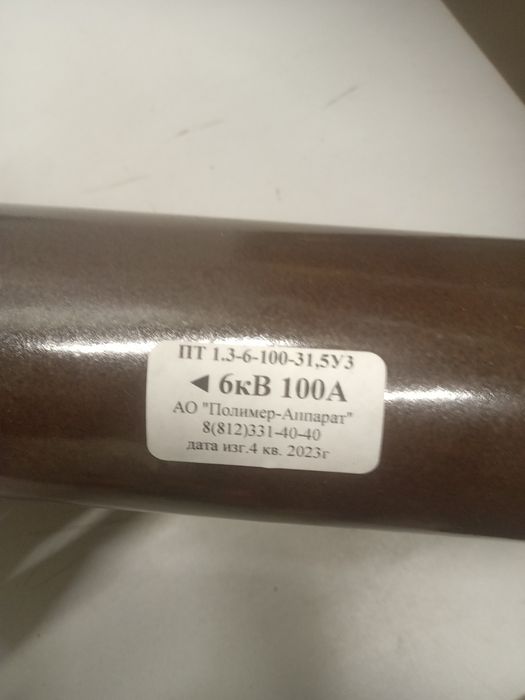 ПТ 1.3-6-100-31,5У3
◄ 6кВ 100А
АО "Полимер-Аппарат"
8(812)331-40-40
дата изг.4 кв. 2023г